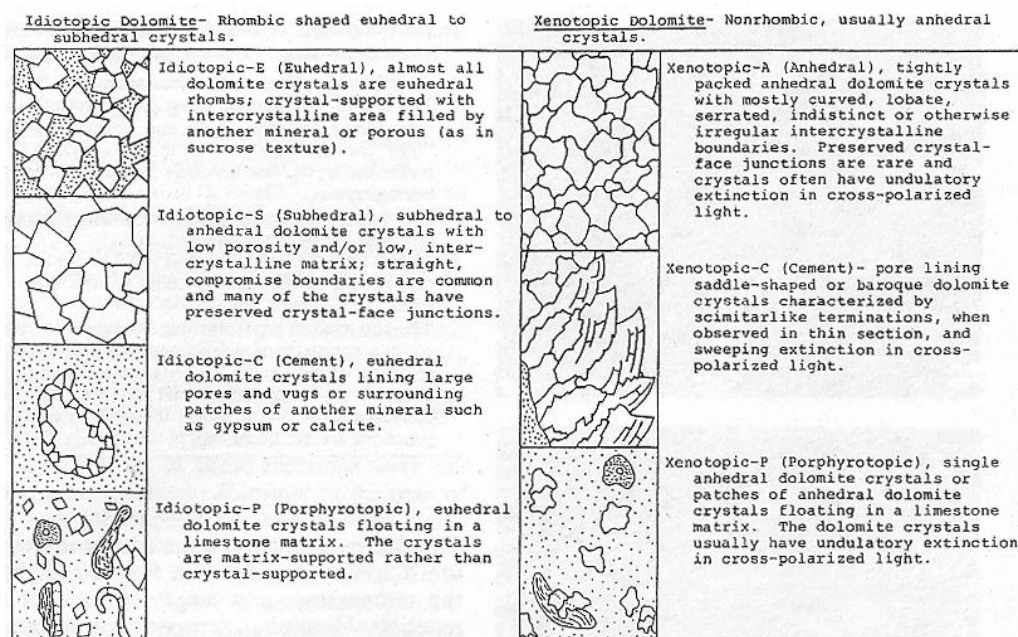 Idiotopic Dolomite- Rhombic shaped euhedral to
subhedral crystals.
Idiotopic-E (Euhedral), almost all
dolomite crystals are euhedral
rhombs; crystal-supported with
intercrystalline area filled by
another mineral or porous (as in
sucrose texture).
Idiotopic-S (Subhedral), subhedral to
anhedral dolomite crystals with
low porosity and/or low, inter-
crystalline matrix; straight,
compromise boundaries are common
and many of the crystals have
preserved crystal-face junctions.
Idiotopic-C (Cement), euhedral
dolomite crystals lining large
pores and vugs or surrounding
patches of another mineral such
as gypsum or calcite.
Idiotopic-P (Porphyrotopic), euhedral
dolomite crystals floating in a
limestone matrix. The crystals
are matrix-supported rather than
crystal-supported.
Xenotopic Dolomite- Nonrhombic, usually anhedral
crystals.
Xenotopic-A (Anhedral), tightly
packed anhedral dolomite crystals
with mostly curved, lobate,
serrated, indistinct or otherwise
irregular intercrystalline
boundaries. Preserved crystal-
face junctions are rare and
crystals often have undulatory
extinction in cross-polarized
light.
Xenotopic-C (Cement)- pore lining
saddle-shaped or baroque dolomite
crystals characterized by
scimitarlike terminations, when
observed in thin section, and
sweeping extinction in cross-
polarized light.
Xenotopic-P (Porphyrotopic), single
anhedral dolomite crystals or
patches of anhedral dolomite
crystals floating in a limestone
matrix. The dolomite crystals
usually have undulatory extinction
in cross-polarized light.